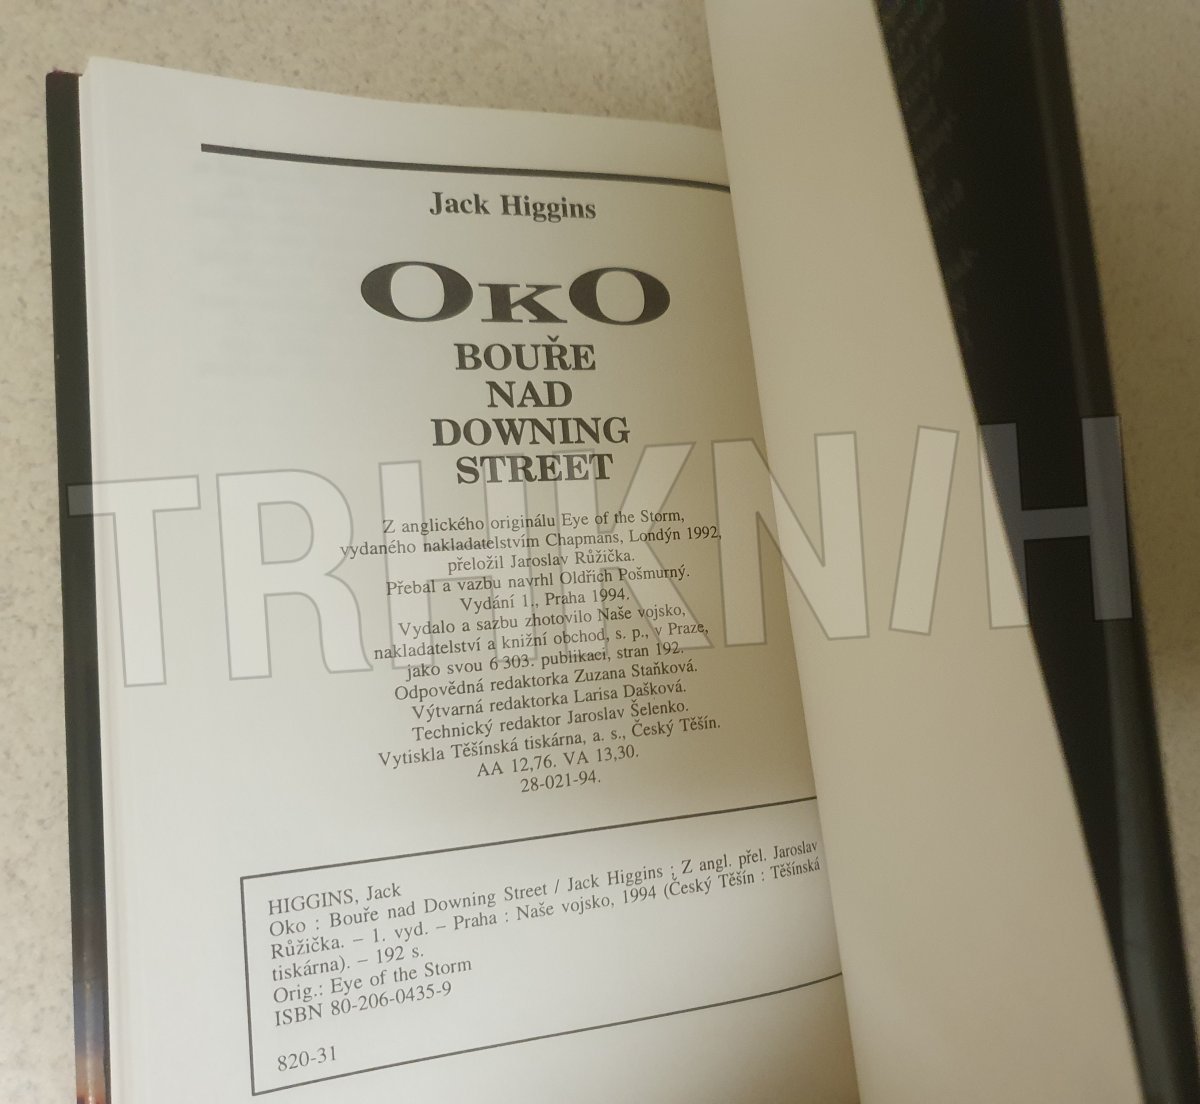 Jack Higgins
OKO
BOUŘE
NAD
DOWNING
STREET
Z anglického originálu Eye of the Storm,
vydaného nakladatelstvím Chapmans, Londýn 1992,
přeložil Jaroslav Růžička.
Přebal a vazbu navrhl Oldřich Pošmurný.
Vydání 1., Praha 1994.
Vydalo a sazbu zhotovilo Naše vojsko,
nakladatelství a knižní obchod, s. p., v Praze,
jako svou 6 303. publikaci, stran 192.
Odpovědná redaktorka Zuzana Staňková.
Výtvarná redaktorka Larisa Dašková.
Technický redaktor Jaroslav Šelenko.
Vytiskla Těšínská tiskárna, a. s., Český Těšín.
AA 12,76. VA 13,30.
28-021-94.
HIGGINS, Jack
Oko : Bouře nad Downing Street / Jack Higgins ; Z angl. přel. Jaroslav
Růžička. – 1. vyd. – Praha : Naše vojsko, 1994 (Český Těšín : Těšínská
tiskárna). – 192 s.
Orig.: Eye of the Storm
ISBN 80-206-0435-9
820-31
TRHKN/H